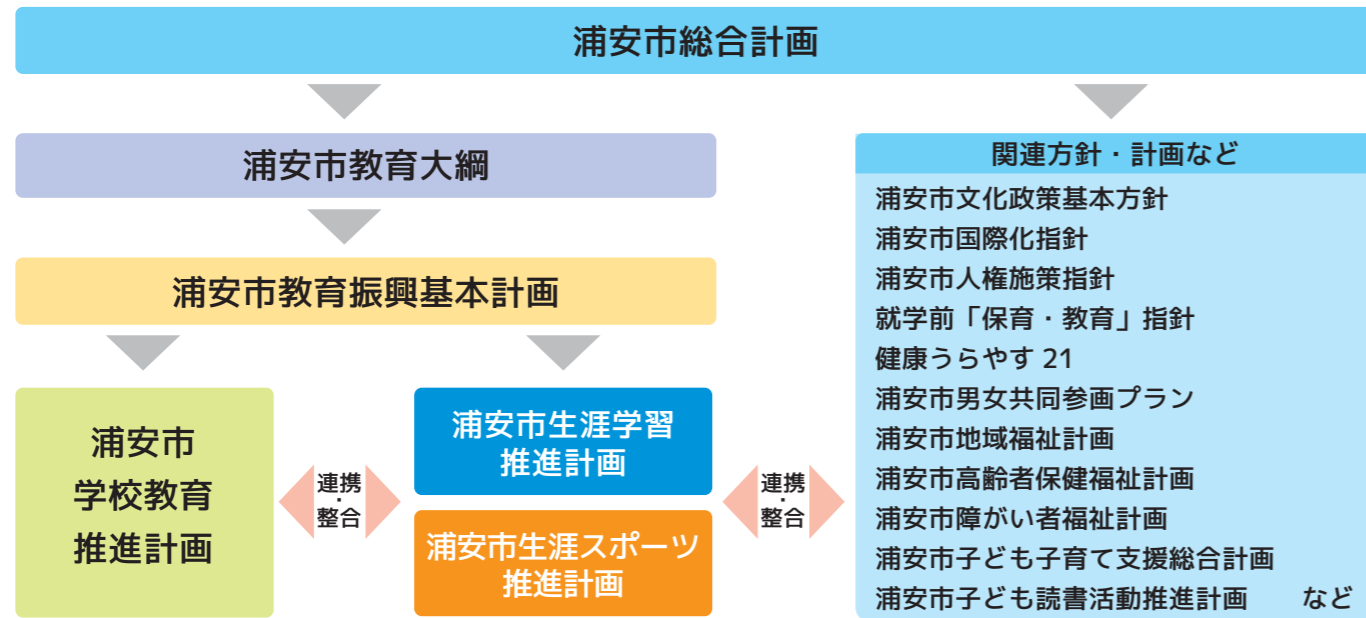 浦安市総合計画
浦安市教育大綱
浦安市教育振興基本計画
浦安市
学校教育
推進計画
連携
・
整合
浦安市生涯学習
推進計画
浦安市生涯スポーツ
推進計画
連携
・
整合
関連方針・計画など
浦安市文化政策基本方針
浦安市国際化指針
浦安市人権施策指針
就学前「保育・教育」指針
健康うらやす 21
浦安市男女共同参画プラン
浦安市地域福祉計画
浦安市高齢者保健福祉計画
浦安市障がい者福祉計画
浦安市子ども子育て支援総合計画
浦安市子ども読書活動推進計画　　など